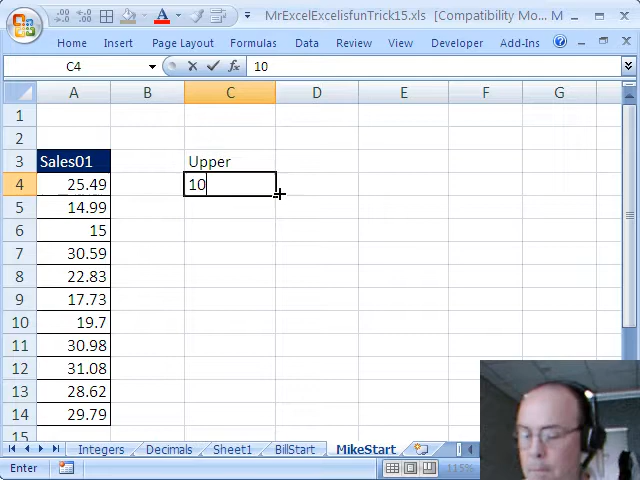 MrExcelExcelisfunTrick15.xls [Compatibility Mo... M
Home Insert Page Layout Formulas Data Review View Developer Add-Ins
C4 fx 10
A B C D E F G
1
2
3 Sales01 Upper
4 25.49 10
5 14.99
6 15
7 30.59
8 22.83
9 17.73
10 19.7
11 30.98
12 31.08
13 28.62
14 29.79
15
Integers Decimals Sheet1 BillStart MikeStart
Enter 115%